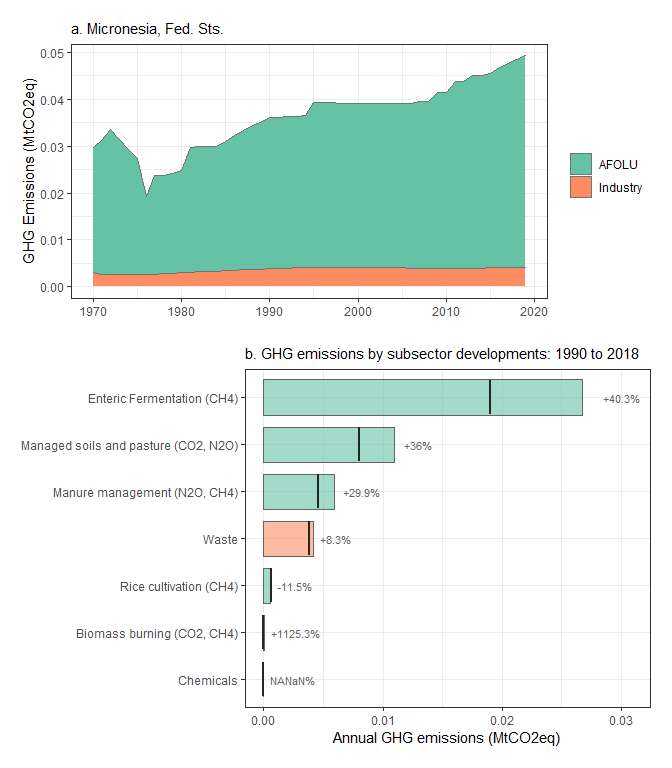 a. Micronesia, Fed. Sts.
GHG Emissions (MtCO2eq)
0.05
0.04
0.03
0.02
0.01
0.00
1970 1980 1990 2000 2010 2020
AFOLU
Industry
b. GHG emissions by subsector developments: 1990 to 2018
Enteric Fermentation (CH4) +40.3%
Managed soils and pasture (CO2, N2O) +36%
Manure management (N2O, CH4) +29.9%
Waste +8.3%
Rice cultivation (CH4) -11.5%
Biomass burning (CO2, CH4) +1125.3%
Chemicals NANaN%
0.00 0.01 0.02 0.03
Annual GHG emissions (MtCO2eq)